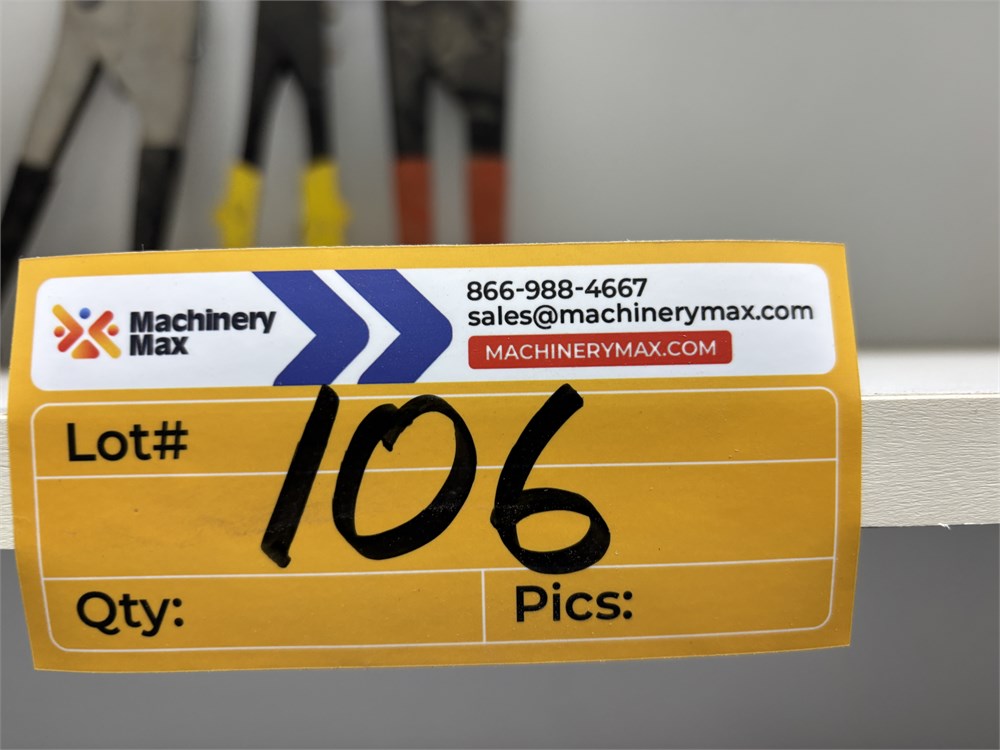 Machinery
Max
866-988-4667
sales@machinerymax.com
MACHINERYMAX.COM
Lot# 106
Qty:
Pics: